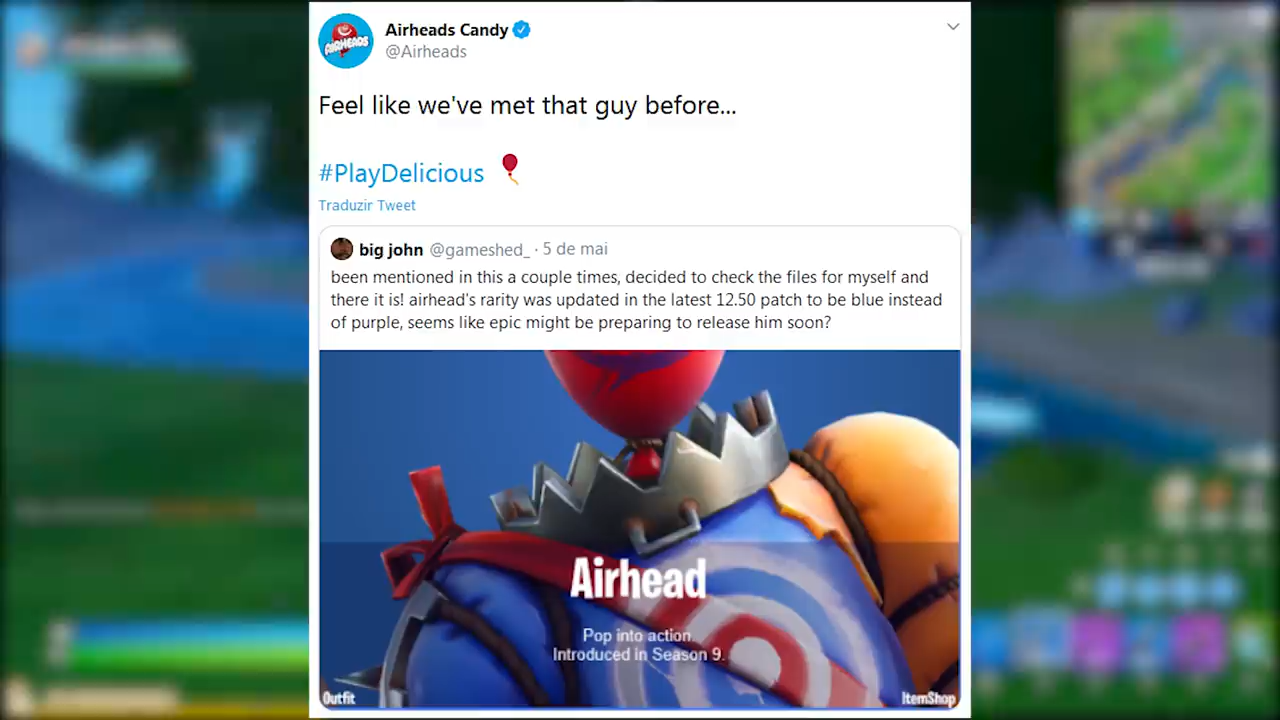 AIRHEADS
Airheads Candy
@Airheads
Feel like we've met that guy before...
#PlayDelicious
Traduzir Tweet
big john @gameshed_ · 5 de mai
been mentioned in this a couple times, decided to check the files for myself and
there it is! airhead's rarity was updated in the latest 12.50 patch to be blue instead
of purple, seems like epic might be preparing to release him soon?
Airhead
Pop into action.
Introduced in Season 9.
Outfit
ItemShop